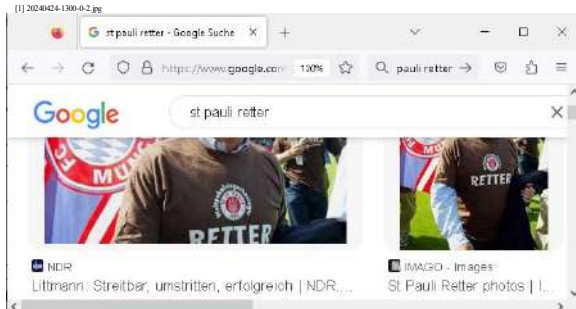 [1] 20240424-1300-0-2.jpg
st pauli retter - Google Suche
https://www.google.com 130% pauli retter
Google st pauli retter
FC
RETTER
RETTER
NDR IMAGO - Images
Littmann: Streitbar, umstritten, erfolgreich | NDR.... St Pauli Retter photos | I...